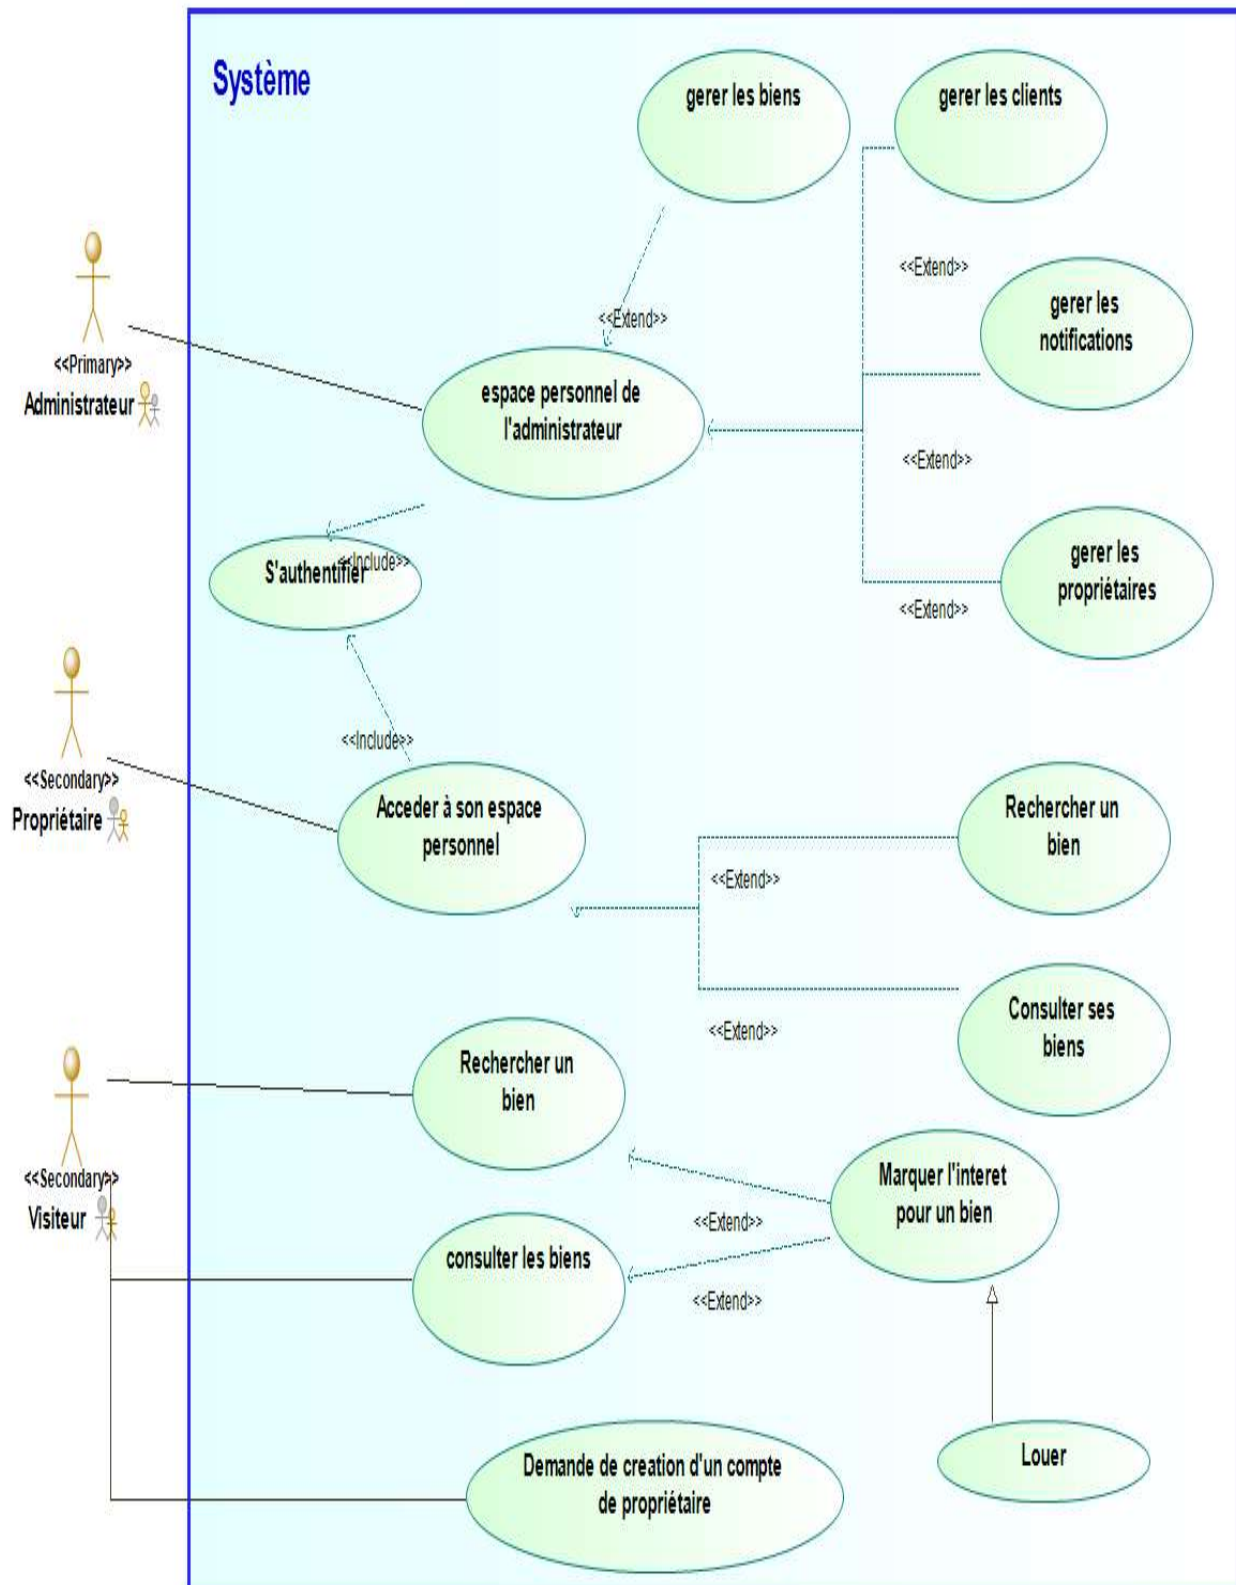 Système
gerer les biens
gerer les clients
<<Extend>>
gerer les
notifications
<<Extend>>
<<Primary>>
Administrateur
espace personnel de
l'administrateur
<<Extend>>
<<Include>>
S'authentifier
gerer les
propriétaires
<<Extend>>
<<Include>>
<<Secondary>>
Propriétaire
Acceder à son espace
personnel
Rechercher un
bien
<<Extend>>
Consulter ses
biens
<<Extend>>
Rechercher un
bien
<<Secondary>>
Visiteur
Marquer l'interet
pour un bien
<<Extend>>
consulter les biens
<<Extend>>
Demande de creation d'un compte
de propriétaire
Louer